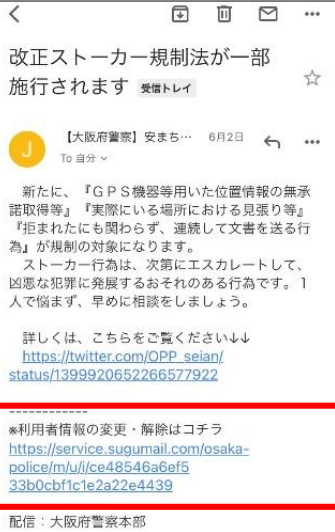 改正ストーカー規制法が一部
施行されます 受信トレイ
J
【大阪府警察】安まち… 6月2日
To 自分
新たに、『ＧＰＳ機器等用いた位置情報の無承
諾取得等』『実際にいる場所における見張り等』
『拒まれたにも関わらず、連続して文書を送る行
為』が規制の対象になります。
ストーカー行為は、次第にエスカレートして、
凶悪な犯罪に発展するおそれのある行為です。１
人で悩まず、早めに相談をしましょう。
詳しくは、こちらをご覧ください↓↓
https://twitter.com/OPP_seian/
status/1399920652266577922
------------
※利用者情報の変更・解除はコチラ
https://service.sugumail.com/osaka-
police/m/u/j/ce48546a6ef5
33b0cbf1c1e2a22e4439
配信：大阪府警察本部